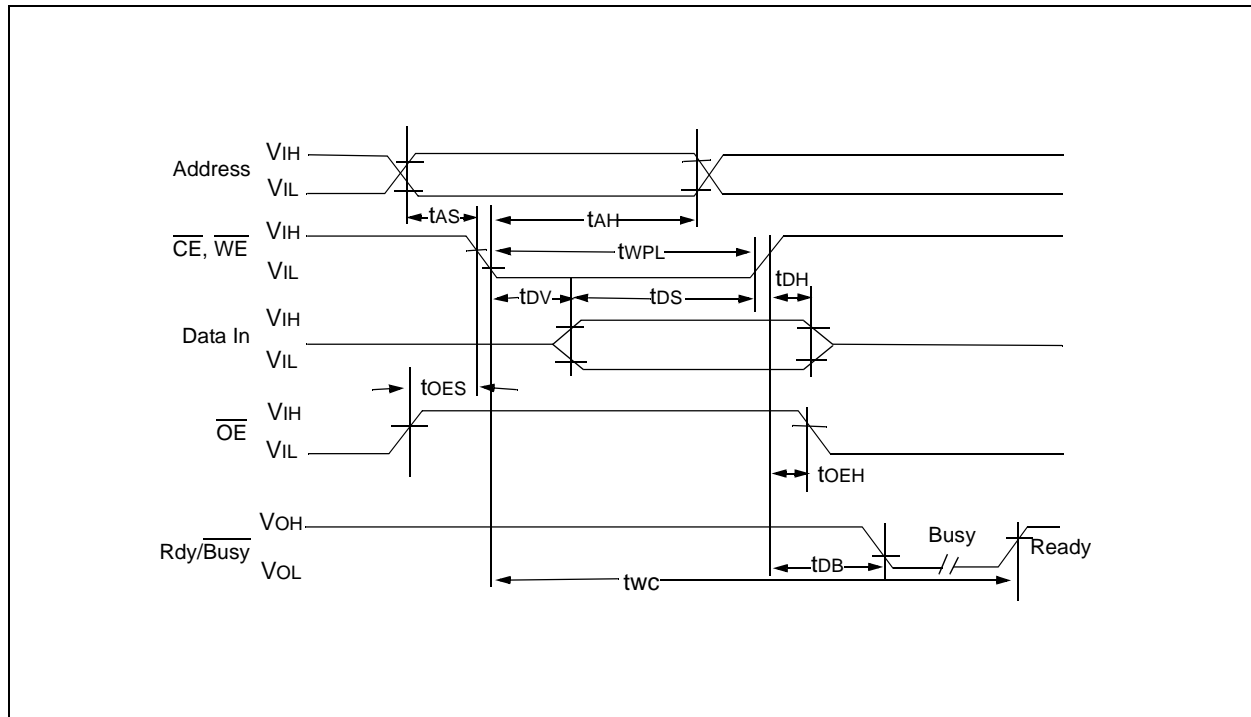 Address VIH
VIL
tAS tAH
CE, WE VIH
VIL
tWPL
tDV tDS tDH
Data In VIH
VIL
tOES
OE VIH
VIL
tOEH
Rdy/Busy VOH
VOL
Busy
Ready
tDB
twc